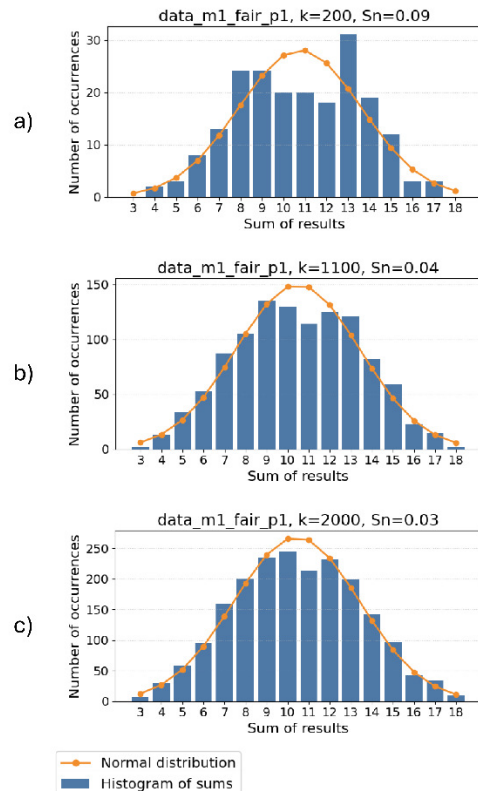 data_m1_fair_p1, k=200, Sn=0.09
a)
Number of occurrences
30
20
10
0
3 4 5 6 7 8 9 10 11 12 13 14 15 16 17 18
Sum of results
data_m1_fair_p1, k=1100, Sn=0.04
b)
Number of occurrences
150
100
50
0
3 4 5 6 7 8 9 10 11 12 13 14 15 16 17 18
Sum of results
data_m1_fair_p1, k=2000, Sn=0.03
c)
Number of occurrences
250
200
150
100
50
0
3 4 5 6 7 8 9 10 11 12 13 14 15 16 17 18
Sum of results
Normal distribution
Histogram of sums